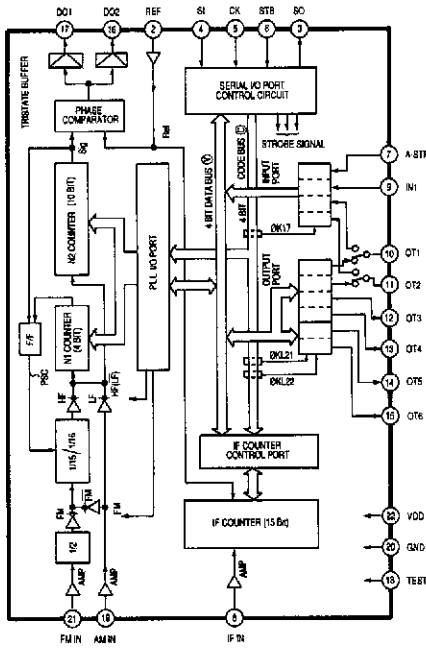 DO1 DO2 REF SI CK STB SO
17 16 2 4 5 6 3
TRISTATE BUFFER
PHASE COMPARATOR
SERIAL I/O PORT
CONTROL CIRCUIT
STROBE SIGNAL
Sig
Ref
N2 COUNTER (10 BIT)
PLL I/O PORT
4 BIT DATA BUS Ⓨ
CODE BUS Ⓒ
4 BIT
INPUT PORT
ØK17
7 A-STB
9 IN1
10 OT1
11 OT2
12 OT3
13 OT4
14 OT5
15 OT6
OUTPUT PORT
ØKL21
ØKL22
F/F
N1 COUNTER
(4 BIT)
PSC
HF
LF
HF(LF)
1/15/1/16
FM
FM
FM
1/2
AMP
AMP
IF COUNTER
CONTROL PORT
IF COUNTER (15 Bit)
AMP
VDD
20 GND
18 TEST
21
19
FM IN
AM IN
IF IN